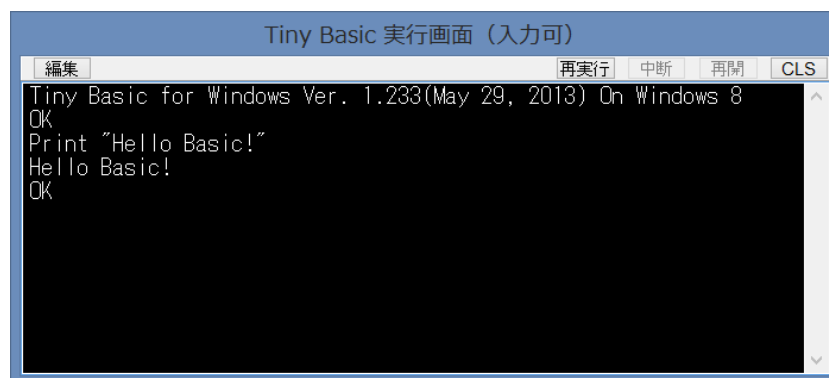 Tiny Basic 実行画面（入力可）
編集 再実行 中断 再開 CLS
Tiny Basic for Windows Ver. 1.233(May 29, 2013) On Windows 8
OK
Print "Hello Basic!"
Hello Basic!
OK